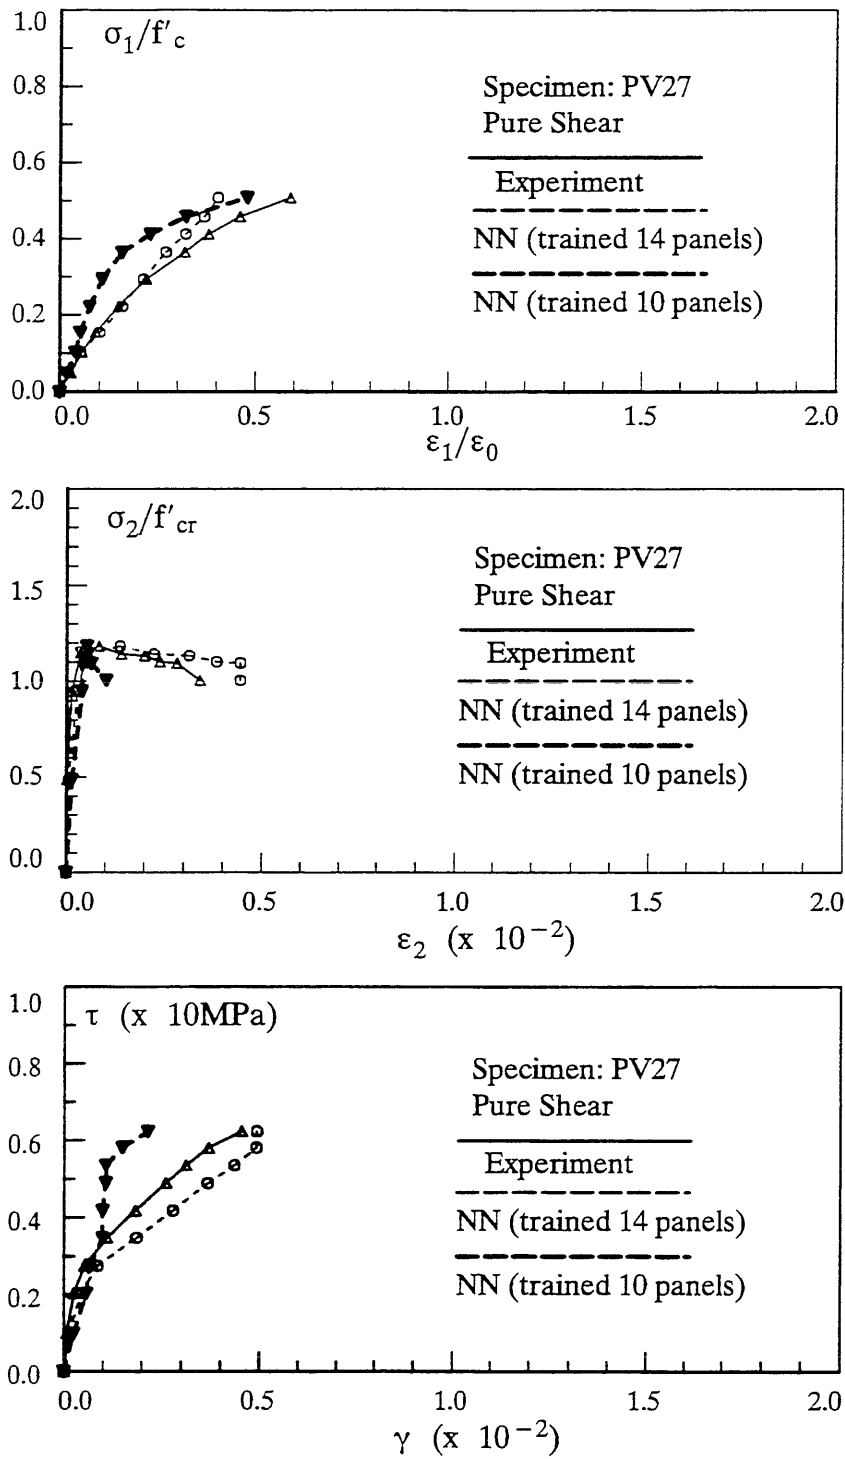 1.0
σ1/f'c
0.8
Specimen: PV27
Pure Shear
0.6
Experiment
0.4
NN (trained 14 panels)
0.2
NN (trained 10 panels)
0.0
0.0 0.5 1.0 1.5 2.0
ε1/ε0
2.0
σ2/f'cr
Specimen: PV27
1.5
Pure Shear
Experiment
1.0
NN (trained 14 panels)
0.5
NN (trained 10 panels)
0.0
0.0 0.5 1.0 1.5 2.0
ε2 (x 10−2)
1.0
τ (x 10MPa)
0.8
Specimen: PV27
Pure Shear
0.6
Experiment
0.4
NN (trained 14 panels)
0.2
NN (trained 10 panels)
0.0
0.0 0.5 1.0 1.5 2.0
γ (x 10−2)